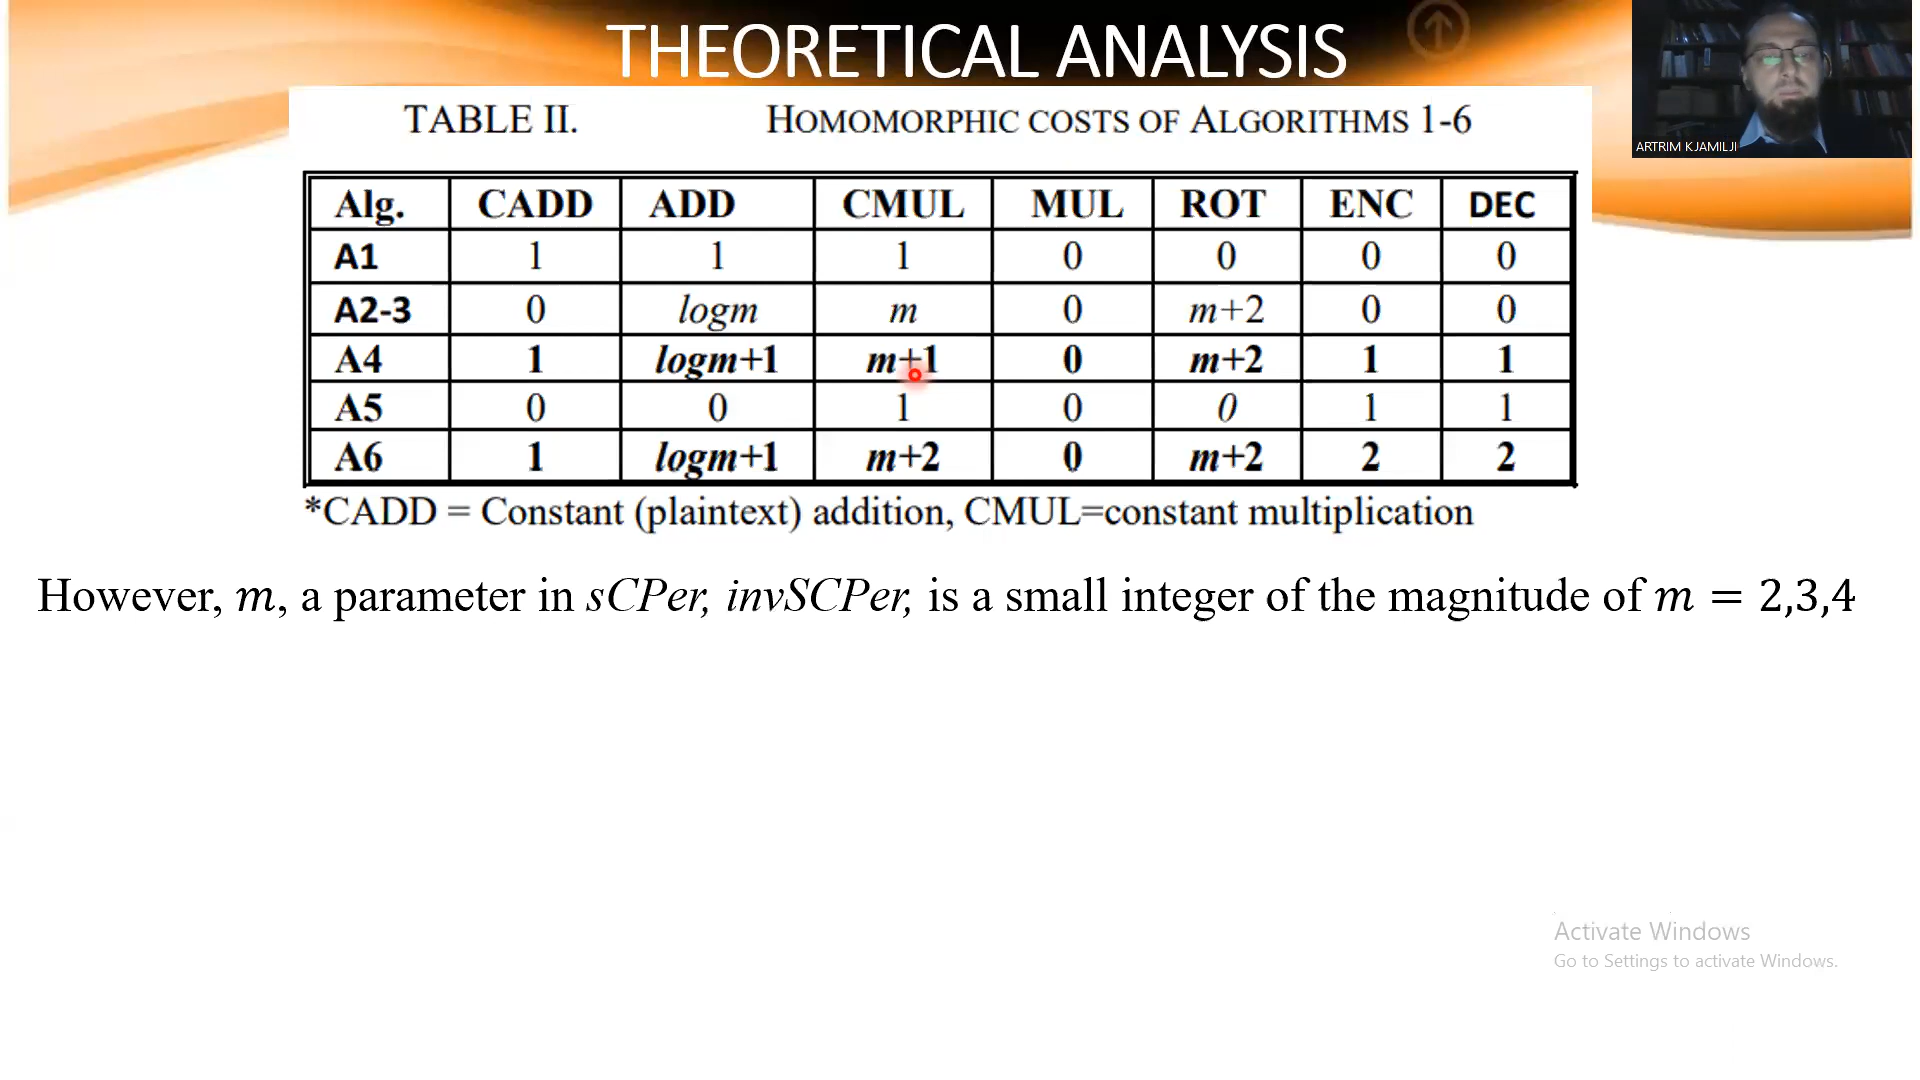 THEORETICAL ANALYSIS
ARTRIM KJAMILJI
TABLE II. HOMOMORPHIC COSTS OF ALGORITHMS 1-6
Alg. CADD ADD CMUL MUL ROT ENC DEC
A1 1 1 1 0 0 0 0
A2-3 0 logm m 0 m+2 0 0
A4 1 logm+1 m+1 0 m+2 1 1
A5 0 0 1 0 0 1 1
A6 1 logm+1 m+2 0 m+2 2 2
*CADD = Constant (plaintext) addition, CMUL=constant multiplication
However, m, a parameter in sCPer, invSCPer, is a small integer of the magnitude of m = 2,3,4
Activate Windows
Go to Settings to activate Windows.